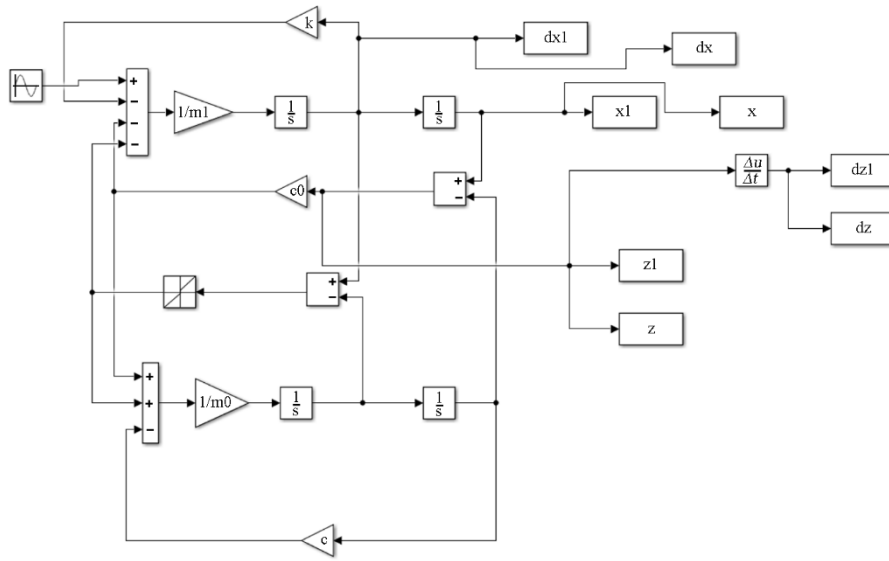 k
dx1
dx
+
−
−
−
1/m1
1
s
1
s
x1
x
c0
+
−
Δu
Δt
dz1
dz
z1
+
−
z
+
+
−
1/m0
1
s
1
s
c